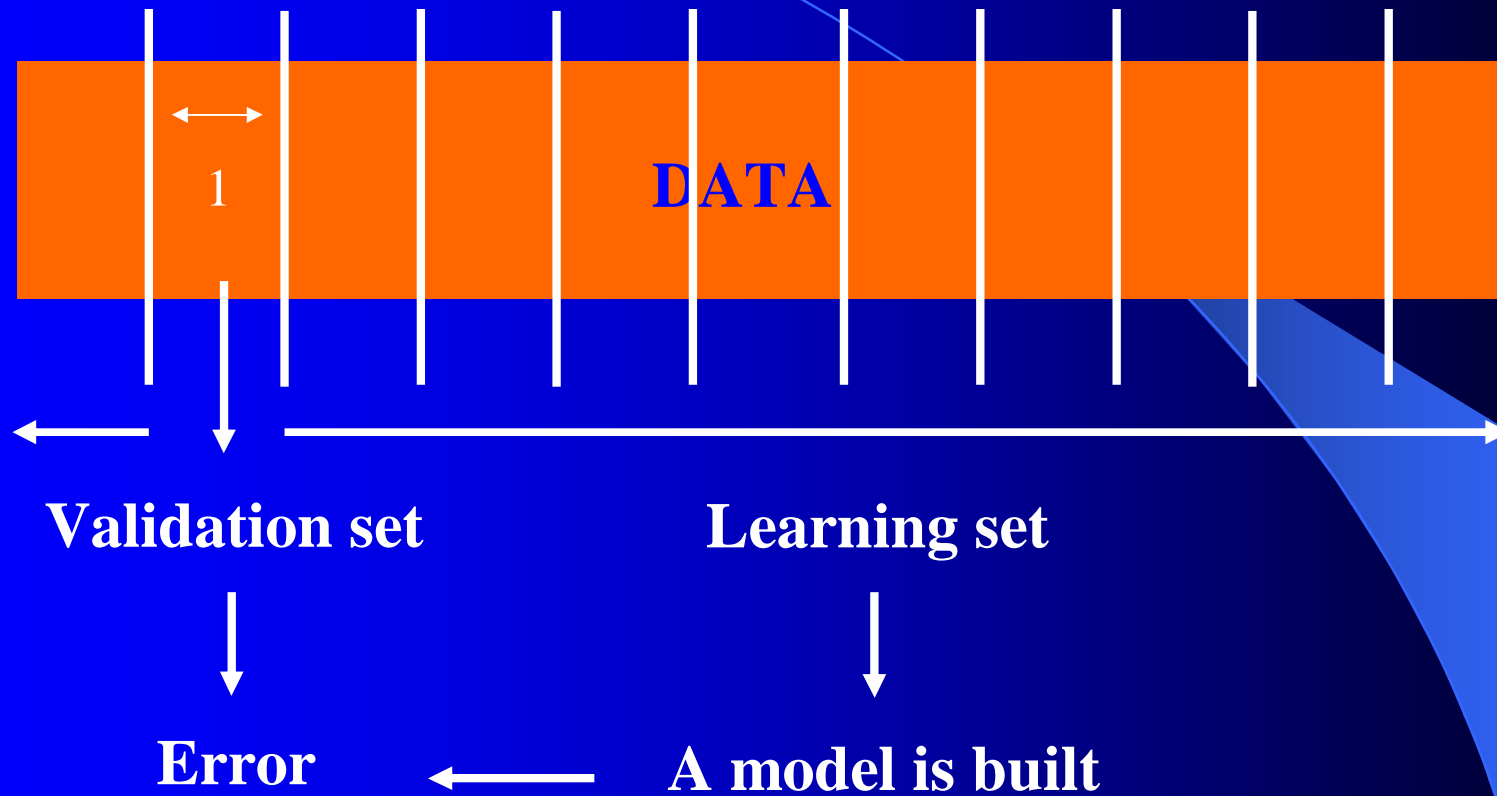 1
DATA
Validation set
Learning set
Error
A model is built